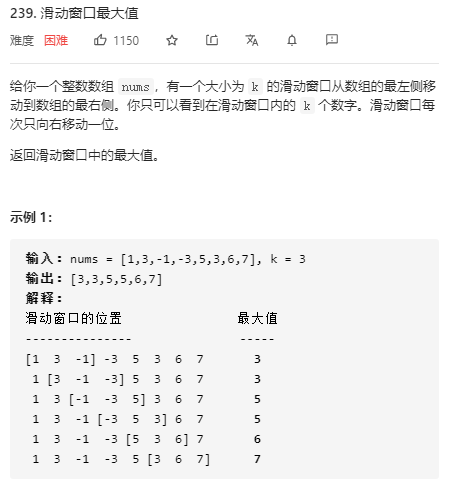 239. 滑动窗口最大值
难度 困难 1150
给你一个整数数组 nums，有一个大小为 k 的滑动窗口从数组的最左侧移
动到数组的最右侧。你只可以看到在滑动窗口内的 k 个数字。滑动窗口每
次只向右移动一位。
返回滑动窗口中的最大值。
示例 1：
输入：nums = [1,3,-1,-3,5,3,6,7], k = 3
输出：[3,3,5,5,6,7]
解释：
滑动窗口的位置 最大值
--------------- -----
[1 3 -1] -3 5 3 6 7 3
1 [3 -1 -3] 5 3 6 7 3
1 3 [-1 -3 5] 3 6 7 5
1 3 -1 [-3 5 3] 6 7 5
1 3 -1 -3 [5 3 6] 7 6
1 3 -1 -3 5 [3 6 7] 7